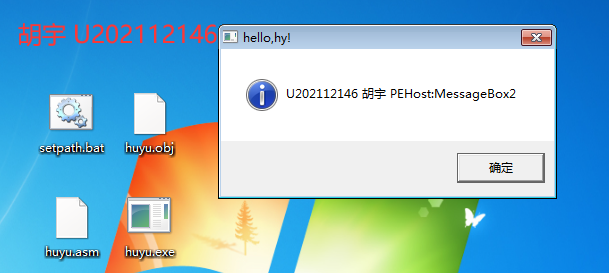 胡宇 U202112146
hello,hy!
U202112146 胡宇 PEHost:MessageBox2
确定
setpath.bat
huyu.obj
huyu.asm
huyu.exe